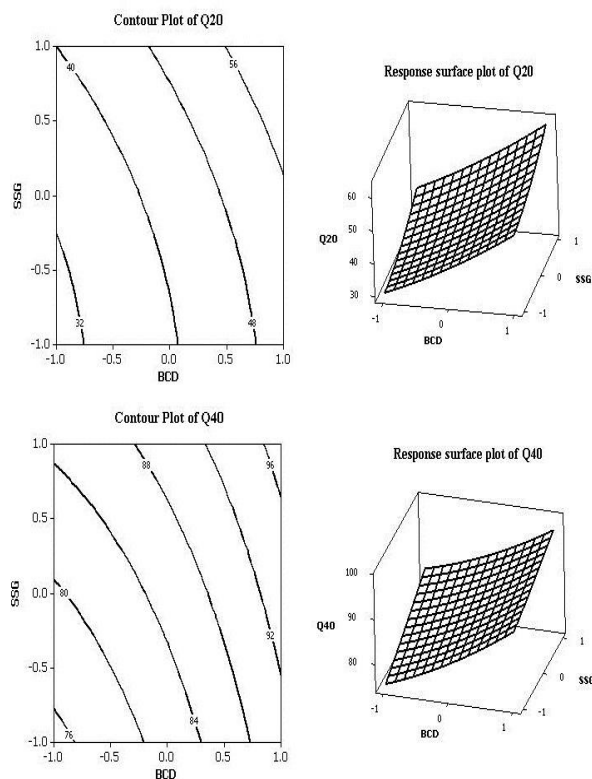 Contour Plot of Q20
1.0
0.5
0.0
-0.5
-1.0
SSG
40
56
32
48
-1.0 -0.5 0.0 0.5 1.0
BCD
Response surface plot of Q20
60
50
40
30
Q20
-1 0 1
BCD
1
0
-1
SSG
Contour Plot of Q40
1.0
0.5
0.0
-0.5
-1.0
SSG
88
96
80
92
76
84
-1.0 -0.5 0.0 0.5 1.0
BCD
Response surface plot of Q40
100
90
80
Q40
-1 0 1
BCD
1
0
-1
SSG